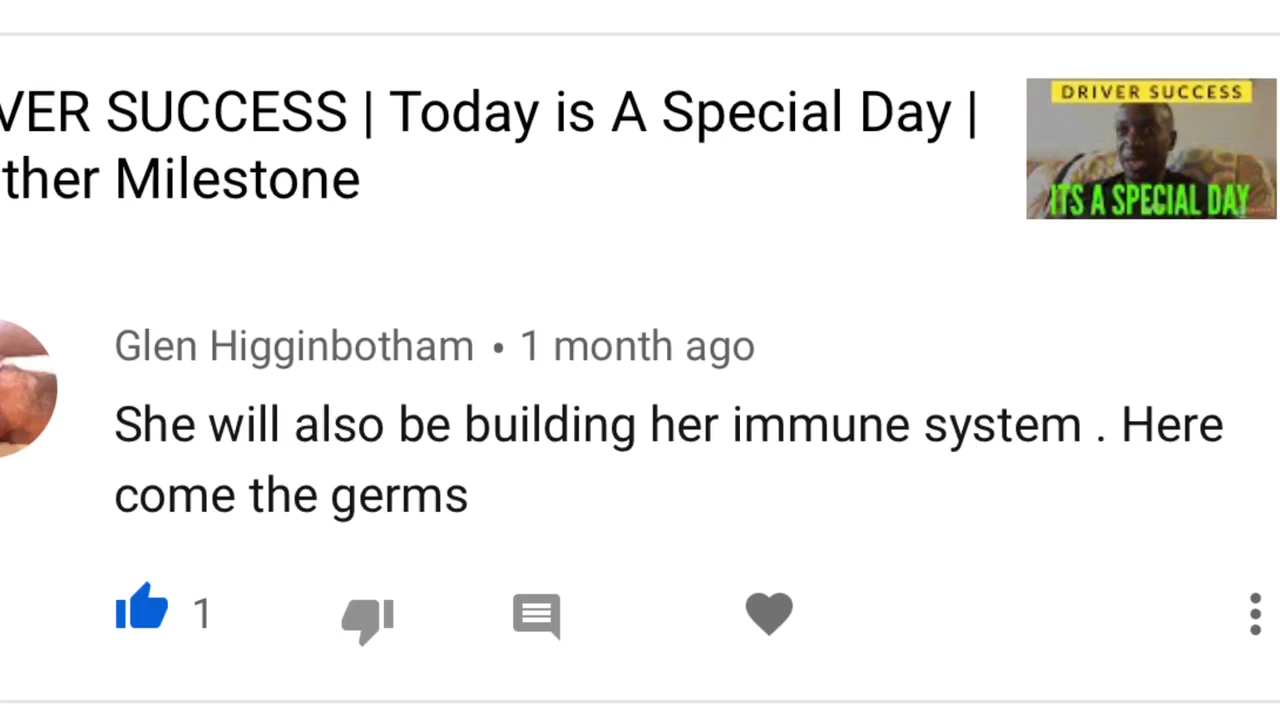 VER SUCCESS | Today is A Special Day |
ther Milestone
DRIVER SUCCESS
ITS A SPECIAL DAY
Glen Higginbotham • 1 month ago
She will also be building her immune system . Here
come the germs
1